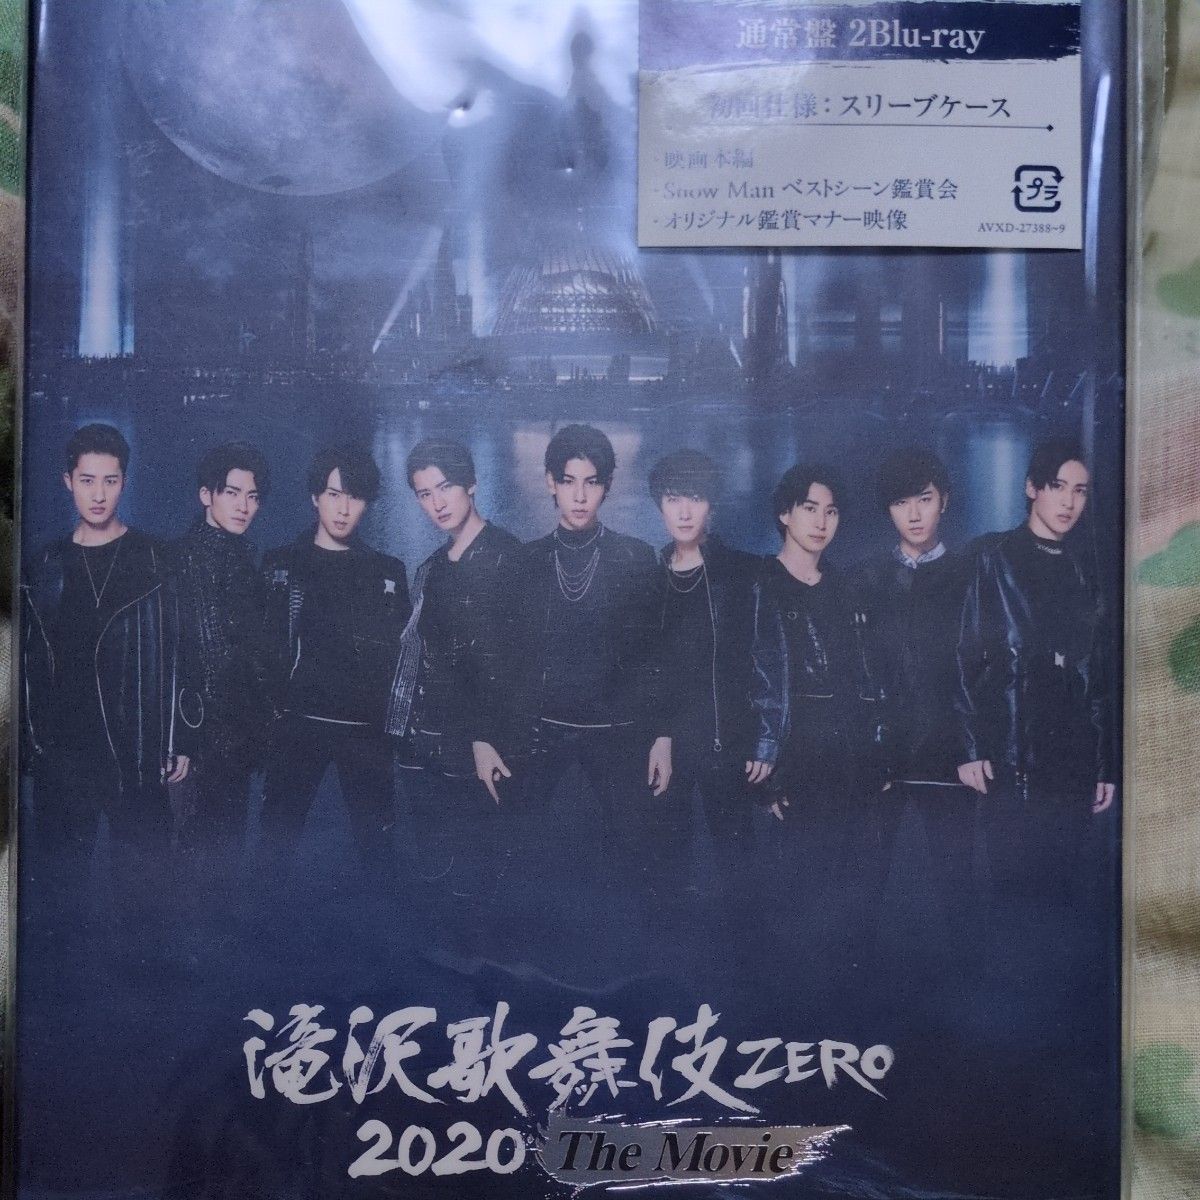 通常盤 2Blu-ray
初回仕様：スリーブケース
・映画本編
・Snow Man ベストシーン鑑賞会
・オリジナル鑑賞マナー映像
プラ
AVXD-27388~9
滝沢歌舞伎ZERO
2020 The Movie